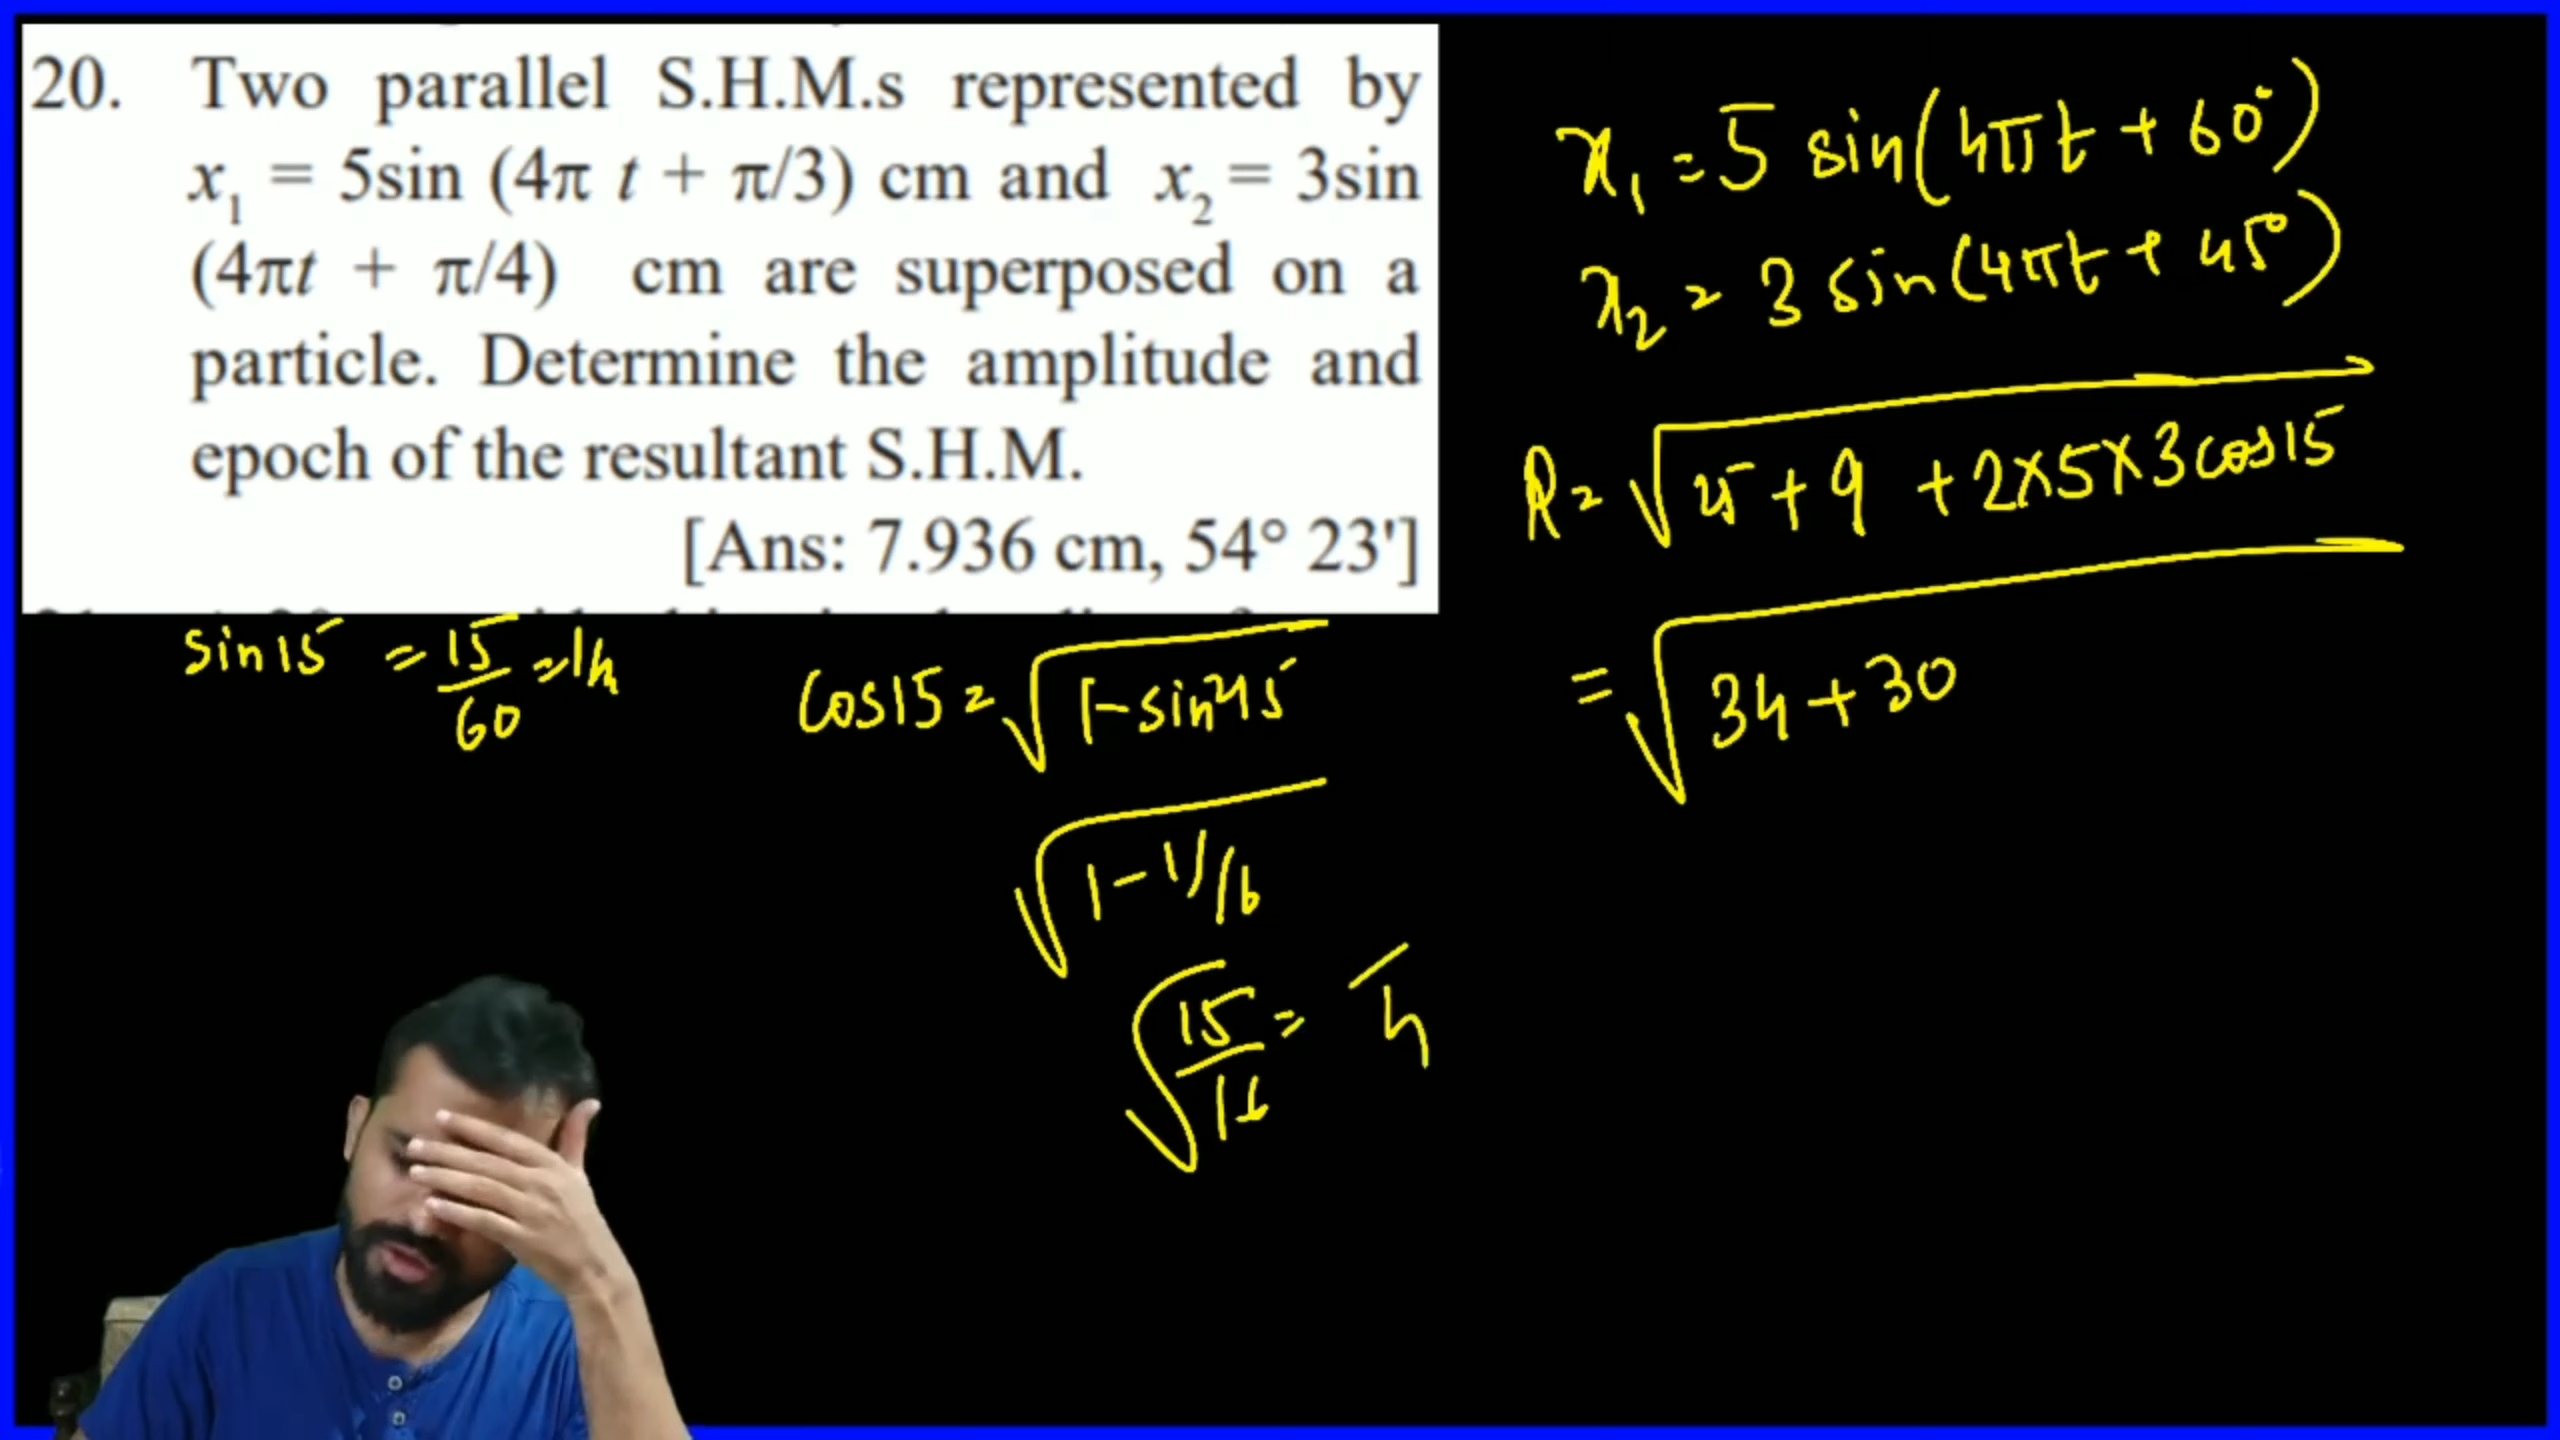 20. Two parallel S.H.M.s represented by
x₁ = 5sin (4π t + π/3) cm and x₂ = 3sin
(4πt + π/4) cm are superposed on a
particle. Determine the amplitude and
epoch of the resultant S.H.M.
[Ans: 7.936 cm, 54° 23']
x₁ = 5 sin(4πt + 60°)
x₂ = 3 sin(4πt + 45°)
R = √25 + 9 + 2×5×3 cos15
= √34 + 30
sin15 = 15/60 = 1/4
cos15 = √1-sin²15
√1-1/16
√15/16 = 4